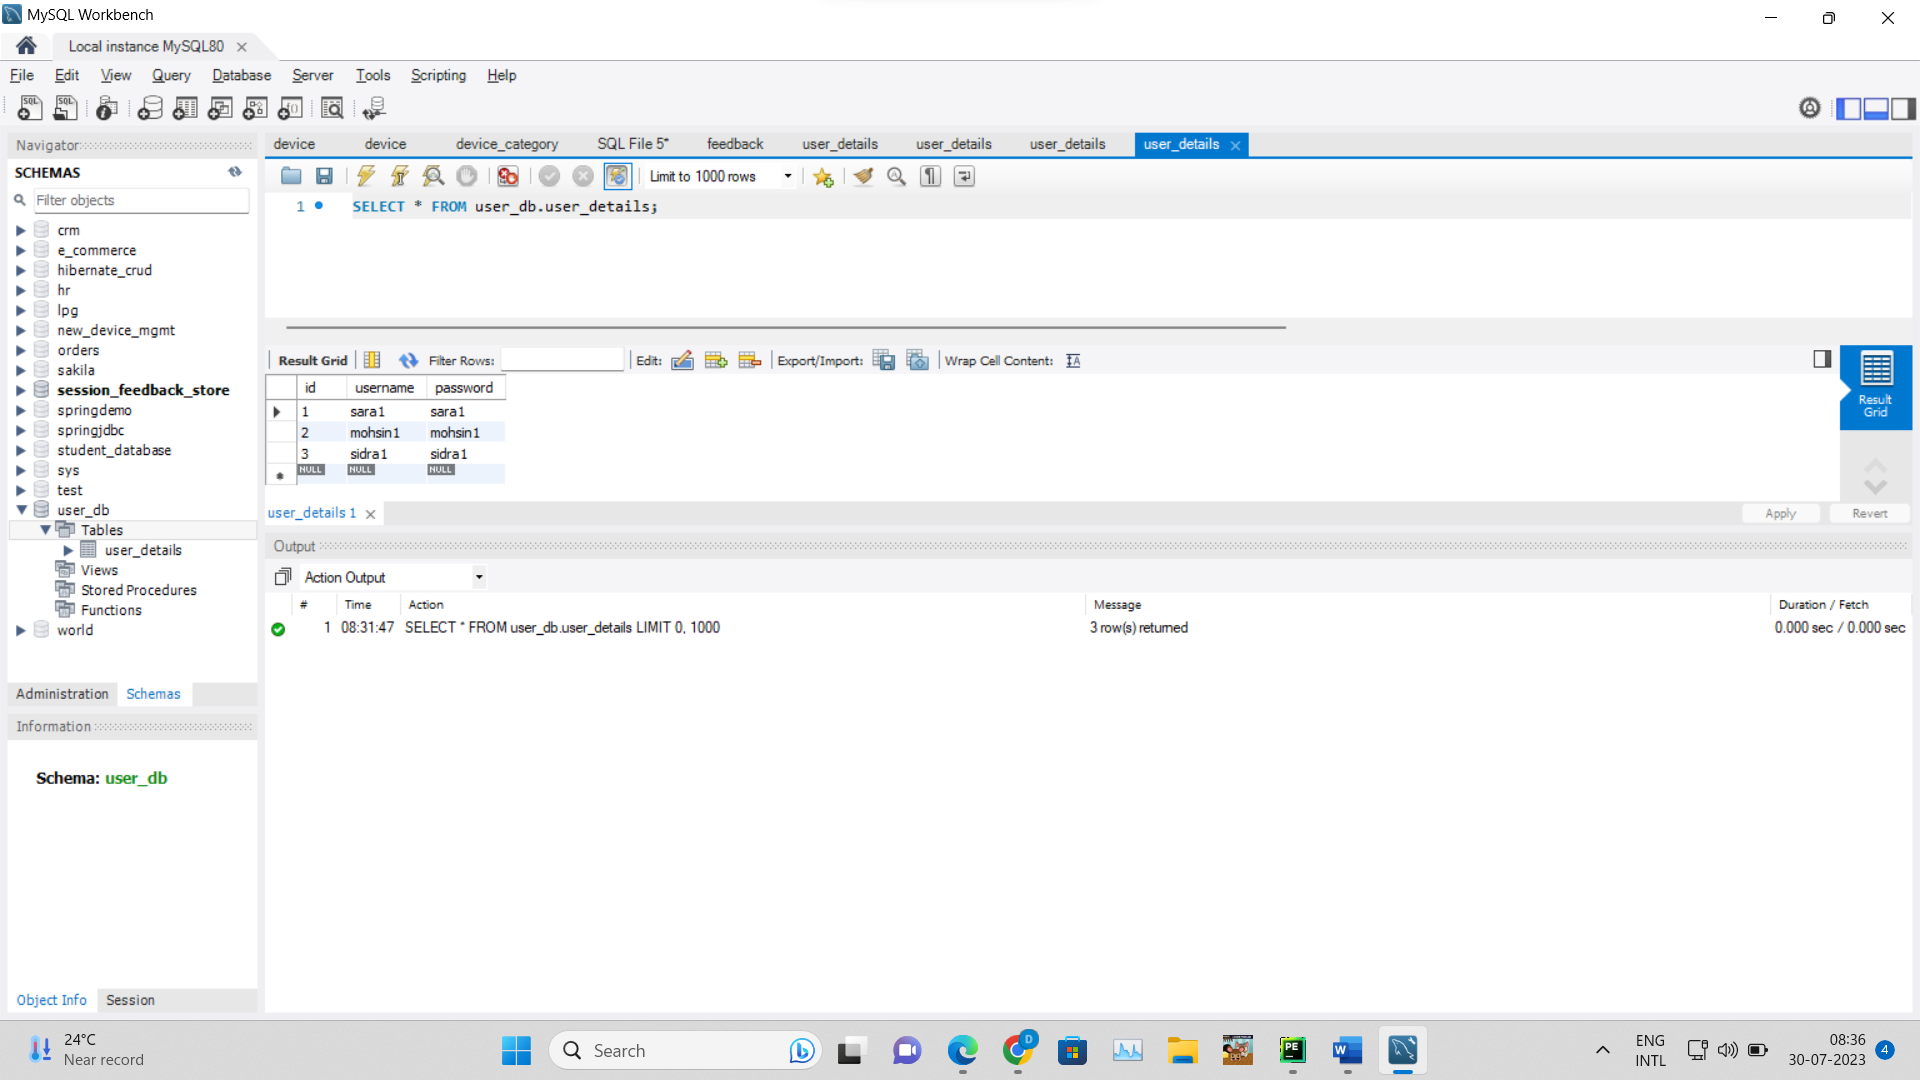 MySQL Workbench
Local instance MySQL80
File Edit View Query Database Server Tools Scripting Help
Navigator
SCHEMAS
Filter objects
crm
e_commerce
hibernate_crud
hr
lpg
new_device_mgmt
orders
sakila
session_feedback_store
springdemo
springjdbc
student_database
sys
test
user_db
Tables
user_details
Views
Stored Procedures
Functions
world
Administration Schemas
Information
Schema: user_db
Object Info Session
device device device_category SQL File 5* feedback user_details user_details user_details user_details
Limit to 1000 rows
1 SELECT * FROM user_db.user_details;
Result Grid Filter Rows: Edit: Export/Import: Wrap Cell Content:
id username password
1 sara1 sara1
2 mohsin1 mohsin1
3 sidra1 sidra1
NULL NULL NULL
Result
Grid
user_details 1
Apply Revert
Output
Action Output
# Time Action Message Duration / Fetch
1 08:31:47 SELECT * FROM user_db.user_details LIMIT 0, 1000 3 row(s) returned 0.000 sec / 0.000 sec
24°C
Near record
Search
D
PE
W
ENG
INTL
08:36
30-07-2023
4